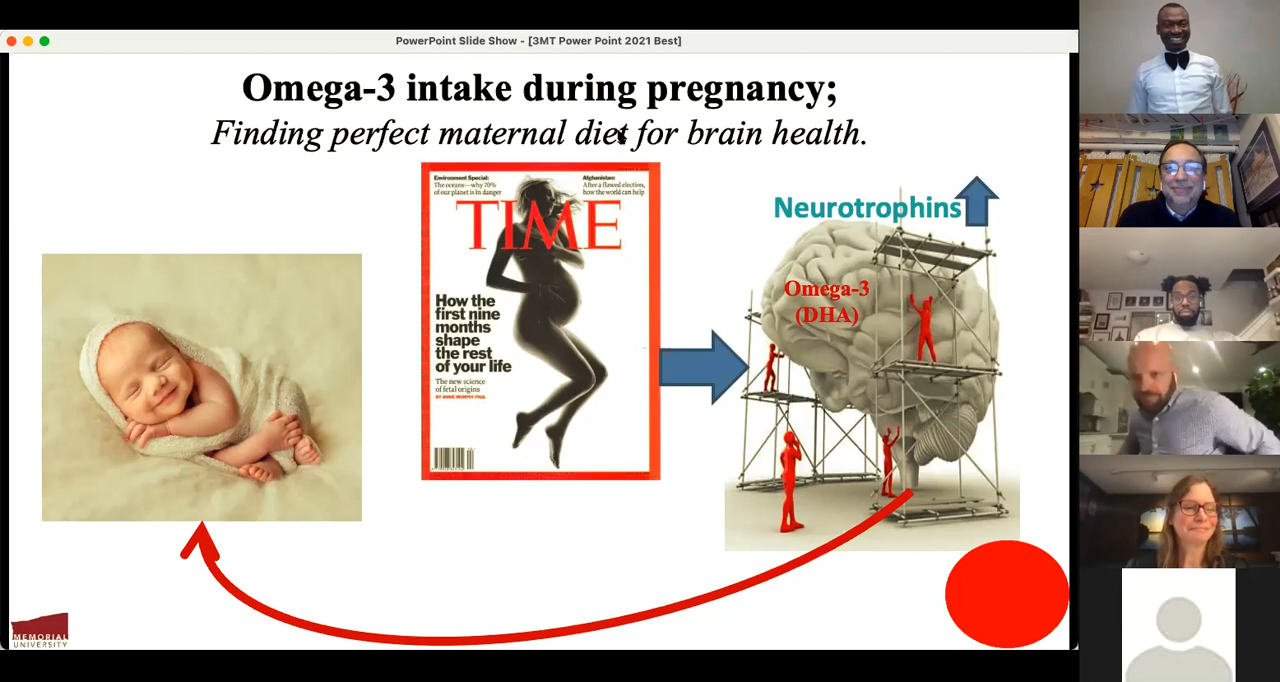 PowerPoint Slide Show - [3MT Power Point 2021 Best]
Omega-3 intake during pregnancy;
Finding perfect maternal diet for brain health.
Environment Special:
The oceans—why 70%
of our planet is in danger
Afghanistan:
After a flawed election,
how the world can help
TIME
How the
first nine
months
shape
the rest
of your life
The new science
of fetal origins
BY ANNIE MURPHY PAUL
Neurotrophins
Omega-3
(DHA)
MEMORIAL
UNIVERSITY